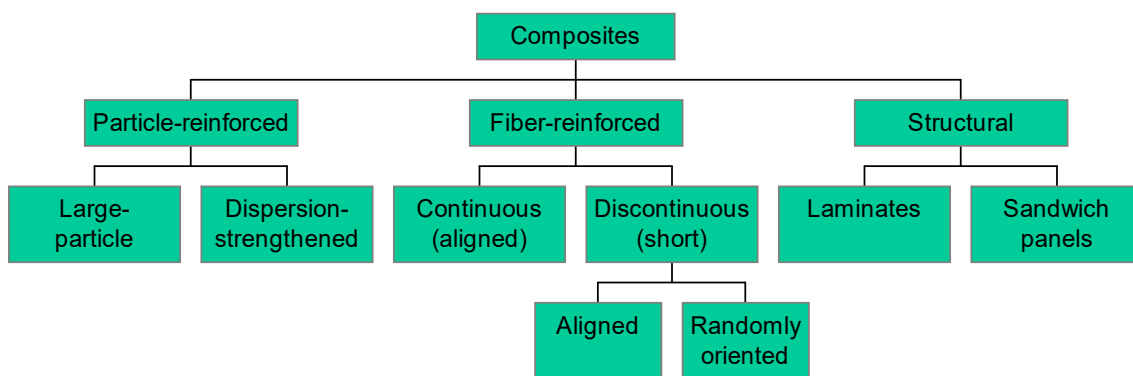 Composites
Particle-reinforced
Fiber-reinforced
Structural
Large-
particle
Dispersion-
strengthened
Continuous
(aligned)
Discontinuous
(short)
Laminates
Sandwich
panels
Aligned
Randomly
oriented